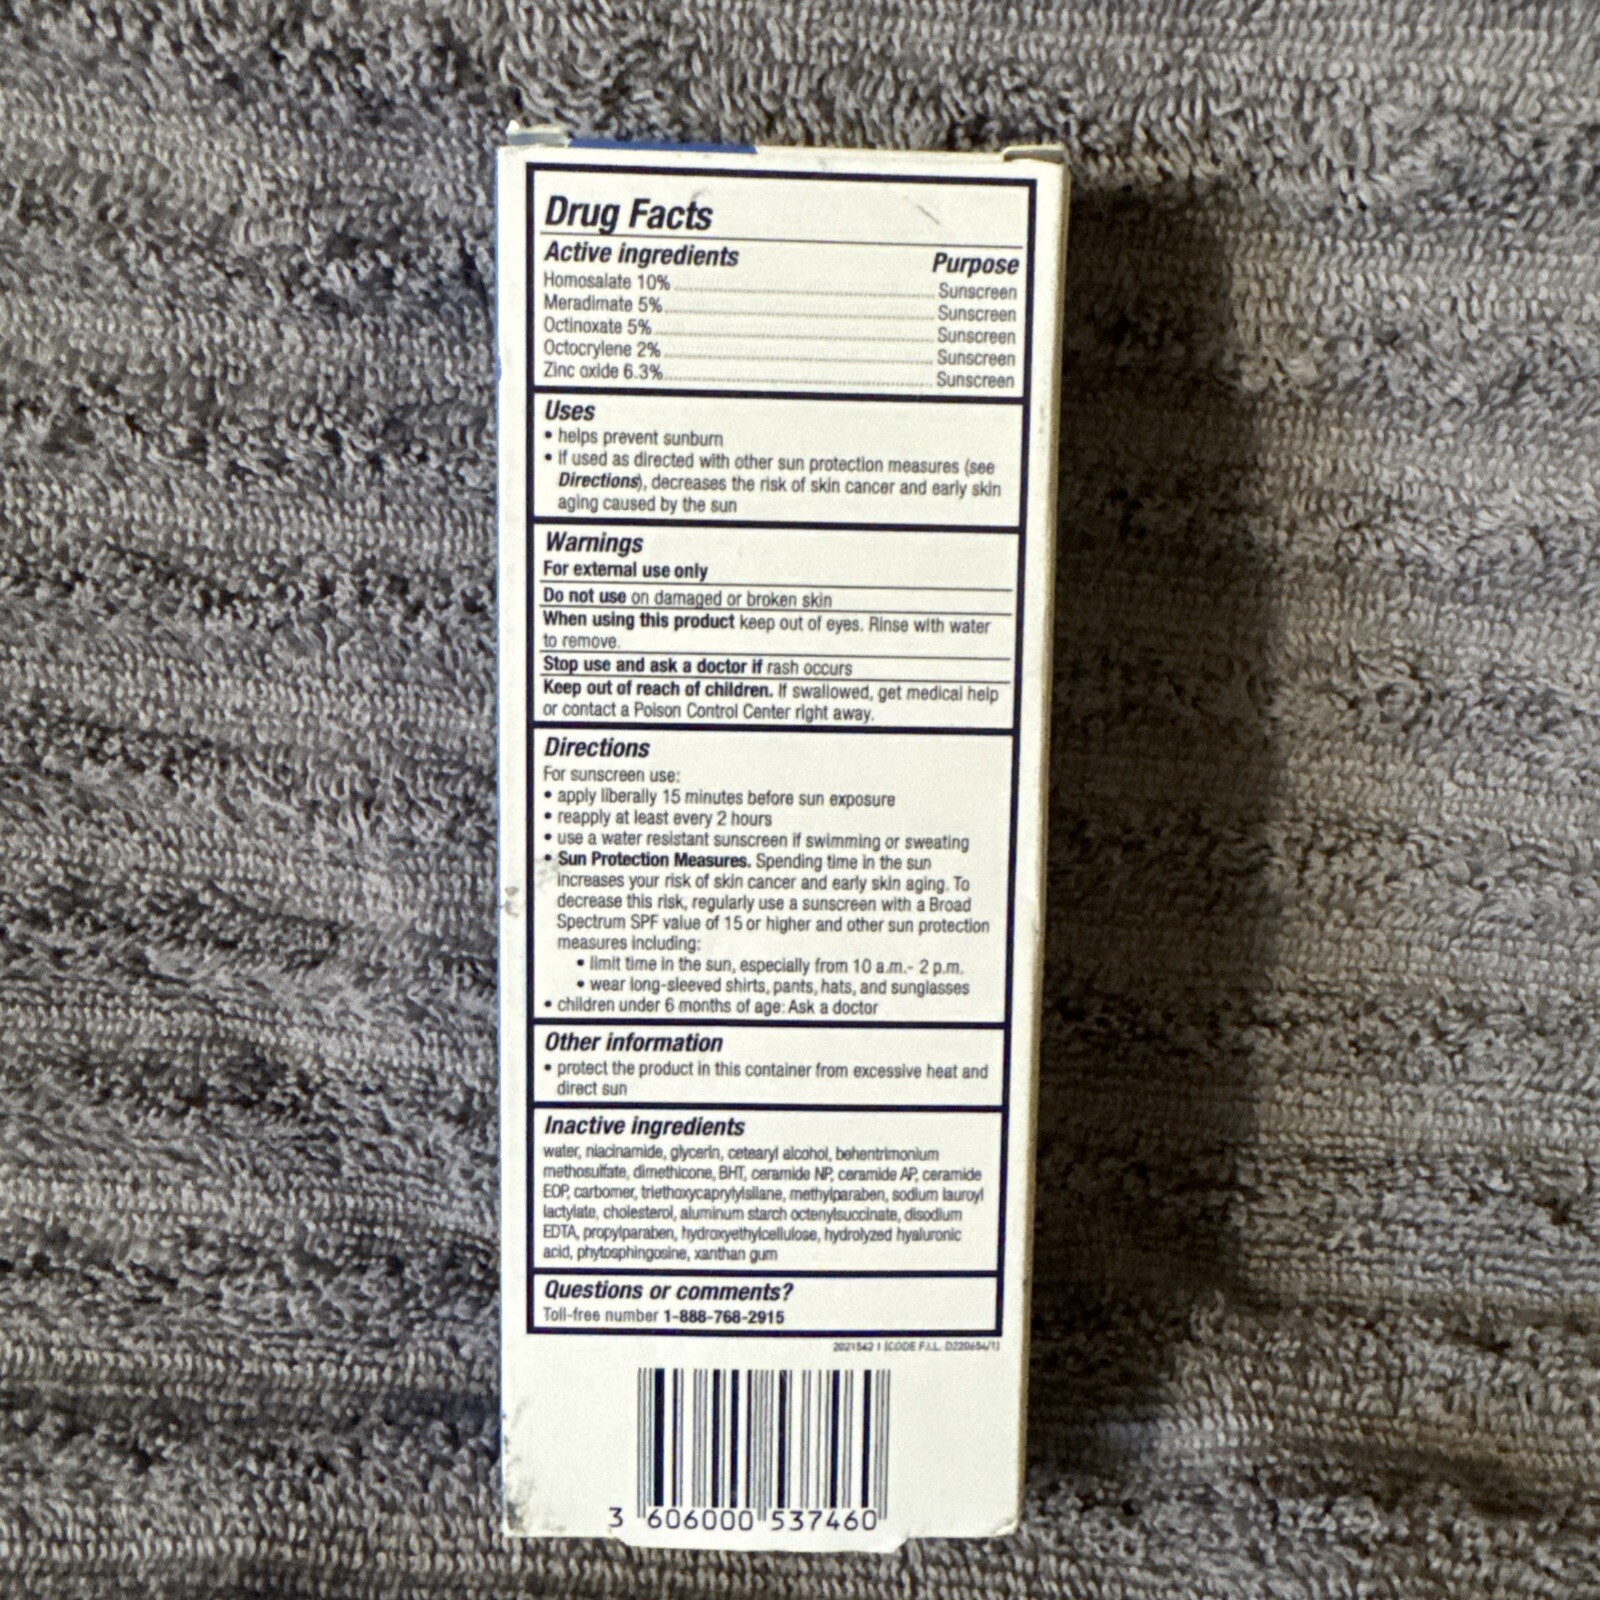 Drug Facts
Active ingredients Purpose
Homosalate 10% Sunscreen
Meradimate 5% Sunscreen
Octinoxate 5% Sunscreen
Octocrylene 2% Sunscreen
Zinc oxide 6.3% Sunscreen
Uses
• helps prevent sunburn
• If used as directed with other sun protection measures (see
Directions), decreases the risk of skin cancer and early skin
aging caused by the sun
Warnings
For external use only
Do not use on damaged or broken skin
When using this product keep out of eyes. Rinse with water
to remove.
Stop use and ask a doctor if rash occurs
Keep out of reach of children. If swallowed, get medical help
or contact a Poison Control Center right away.
Directions
For sunscreen use:
• apply liberally 15 minutes before sun exposure
• reapply at least every 2 hours
• use a water resistant sunscreen if swimming or sweating
• Sun Protection Measures. Spending time in the sun
increases your risk of skin cancer and early skin aging. To
decrease this risk, regularly use a sunscreen with a Broad
Spectrum SPF value of 15 or higher and other sun protection
measures including:
• limit time in the sun, especially from 10 a.m.- 2 p.m.
• wear long-sleeved shirts, pants, hats, and sunglasses
• children under 6 months of age: Ask a doctor
Other information
• protect the product in this container from excessive heat and
direct sun
Inactive ingredients
water, niacinamide, glycerin, cetearyl alcohol, behentrimonium
methosulfate, dimethicone, BHT, ceramide NP, ceramide AP, ceramide
EOP, carbomer, triethoxycaprylylsilane, methylparaben, sodium lauroyl
lactylate, cholesterol, aluminum starch octenylsuccinate, disodium
EDTA, propylparaben, hydroxyethylcellulose, hydrolyzed hyaluronic
acid, phytosphingosine, xanthan gum
Questions or comments?
Toll-free number 1-888-768-2915
2021542 1 (CODE F.I.L. D220654/1)
3 606000 537460